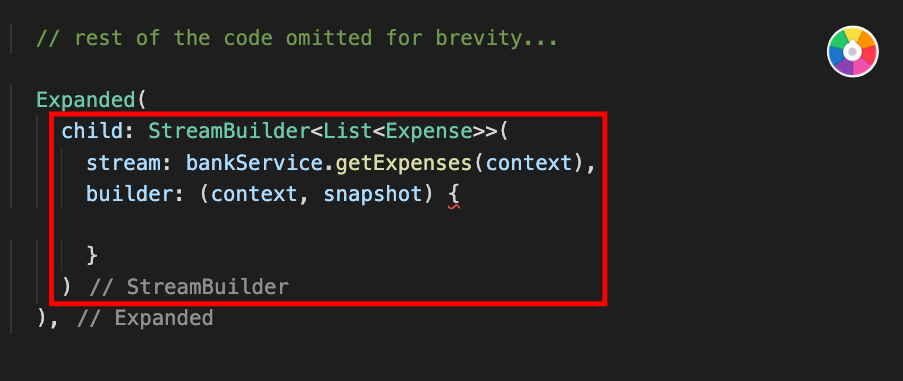 // rest of the code omitted for brevity...
Expanded(
child: StreamBuilder<List<Expense>>(
stream: bankService.getExpenses(context),
builder: (context, snapshot) {
}
) // StreamBuilder
), // Expanded